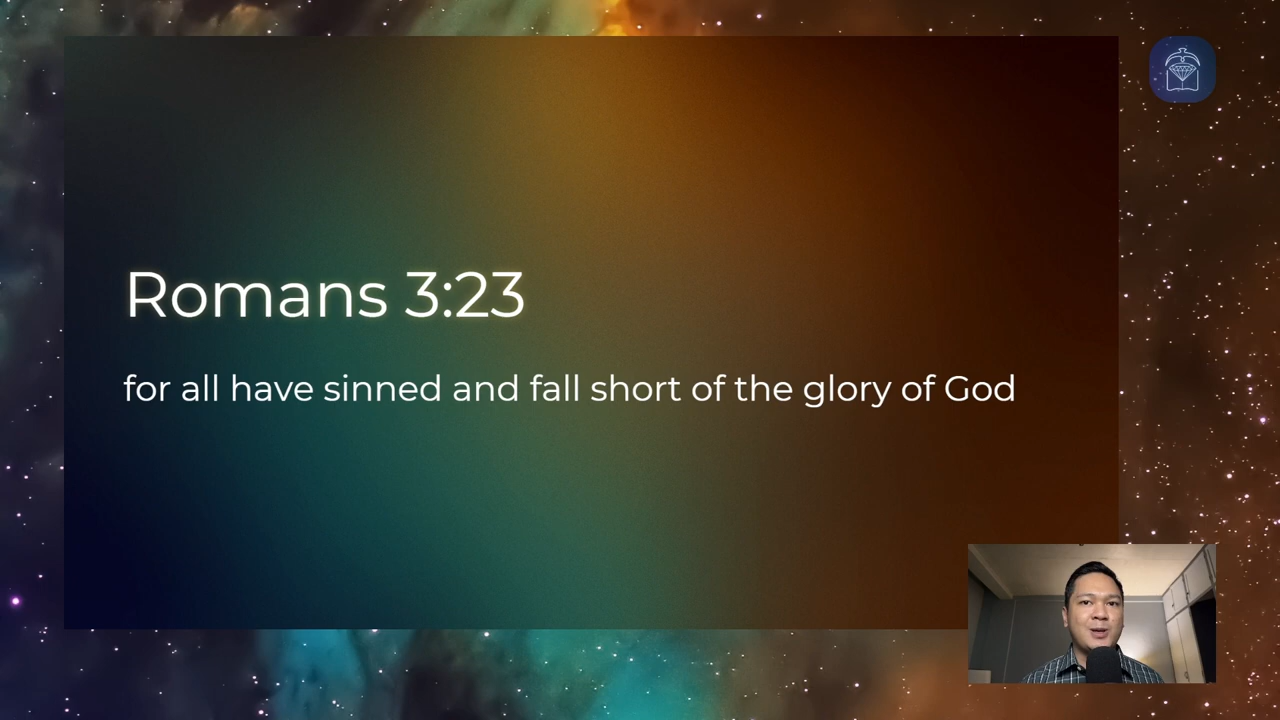 Romans 3:23
for all have sinned and fall short of the glory of God